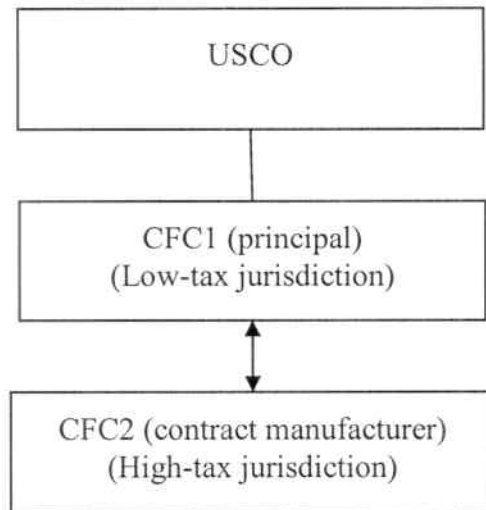 USCO
CFC1 (principal)
(Low-tax jurisdiction)
CFC2 (contract manufacturer)
(High-tax jurisdiction)